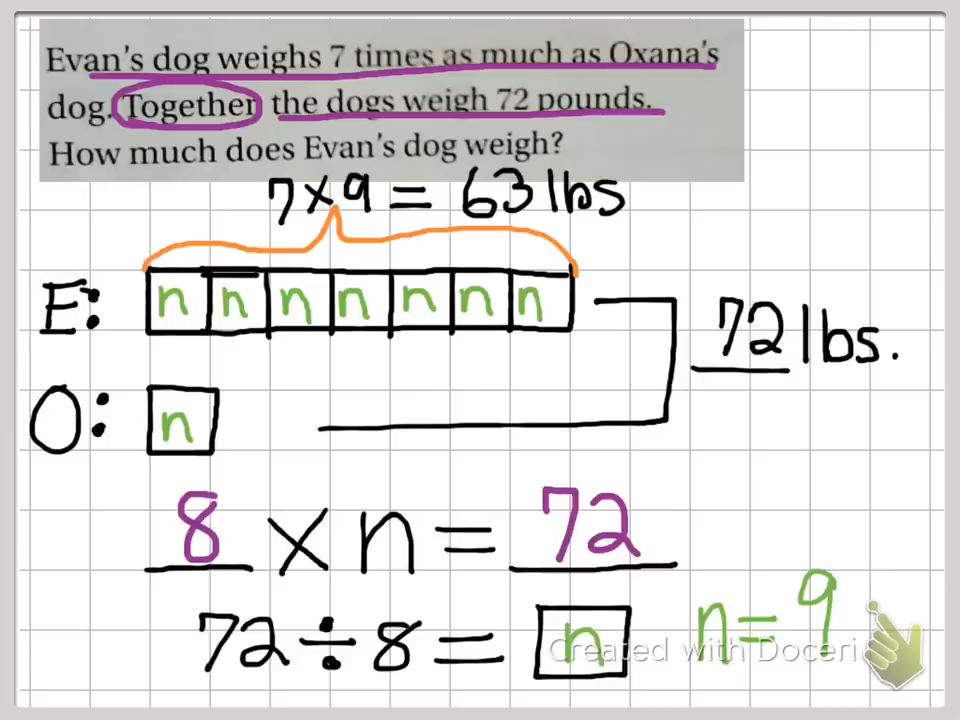 Evan's dog weighs 7 times as much as Oxana's
dog. Together the dogs weigh 72 pounds.
How much does Evan's dog weigh?
7 × 9 = 63 lbs
E: n n n n n n n
72 lbs.
O: n
8 × n = 72
72 ÷ 8 = n n = 9
Created with Doceri